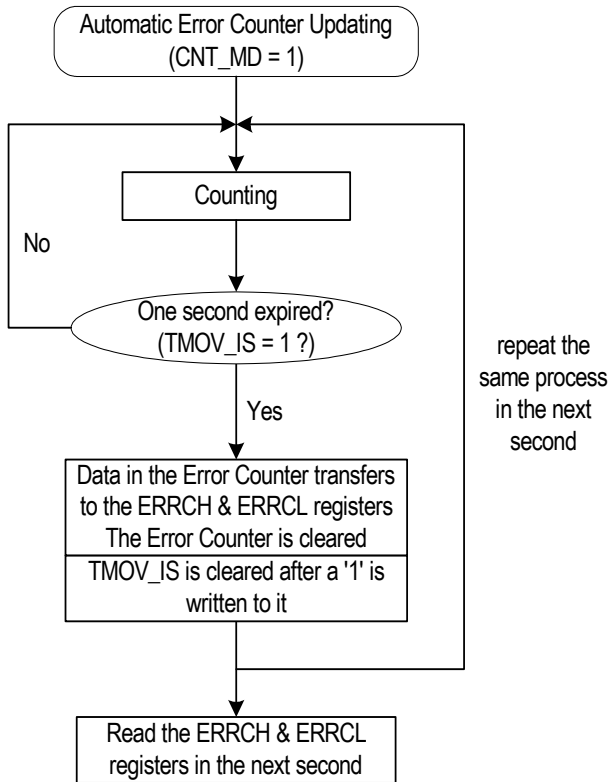 Automatic Error Counter Updating
(CNT_MD = 1)
Counting
No
One second expired?
(TMOV_IS = 1 ?)
repeat the
same process
in the next
second
Yes
Data in the Error Counter transfers
to the ERRCH & ERRCL registers
The Error Counter is cleared
TMOV_IS is cleared after a '1' is
written to it
Read the ERRCH & ERRCL
registers in the next second